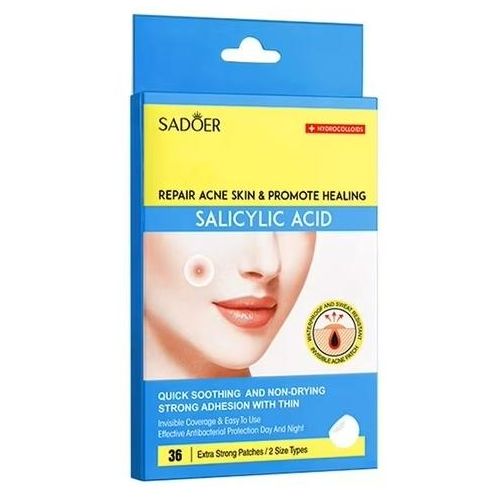 SADOER
+ HYDROCOLLOIDS
REPAIR ACNE SKIN & PROMOTE HEALING
SALICYLIC ACID
WATERPROOF AND SWEAT RESISTANT
INVISIBLE ACNE PATCH
QUICK SOOTHING AND NON-DRYING
STRONG ADHESION WITH THIN
Invisible Coverage & Easy To Use
Effective Antibacterial Protection Day And Night
36 Extra Strong Patches / 2 Size Types